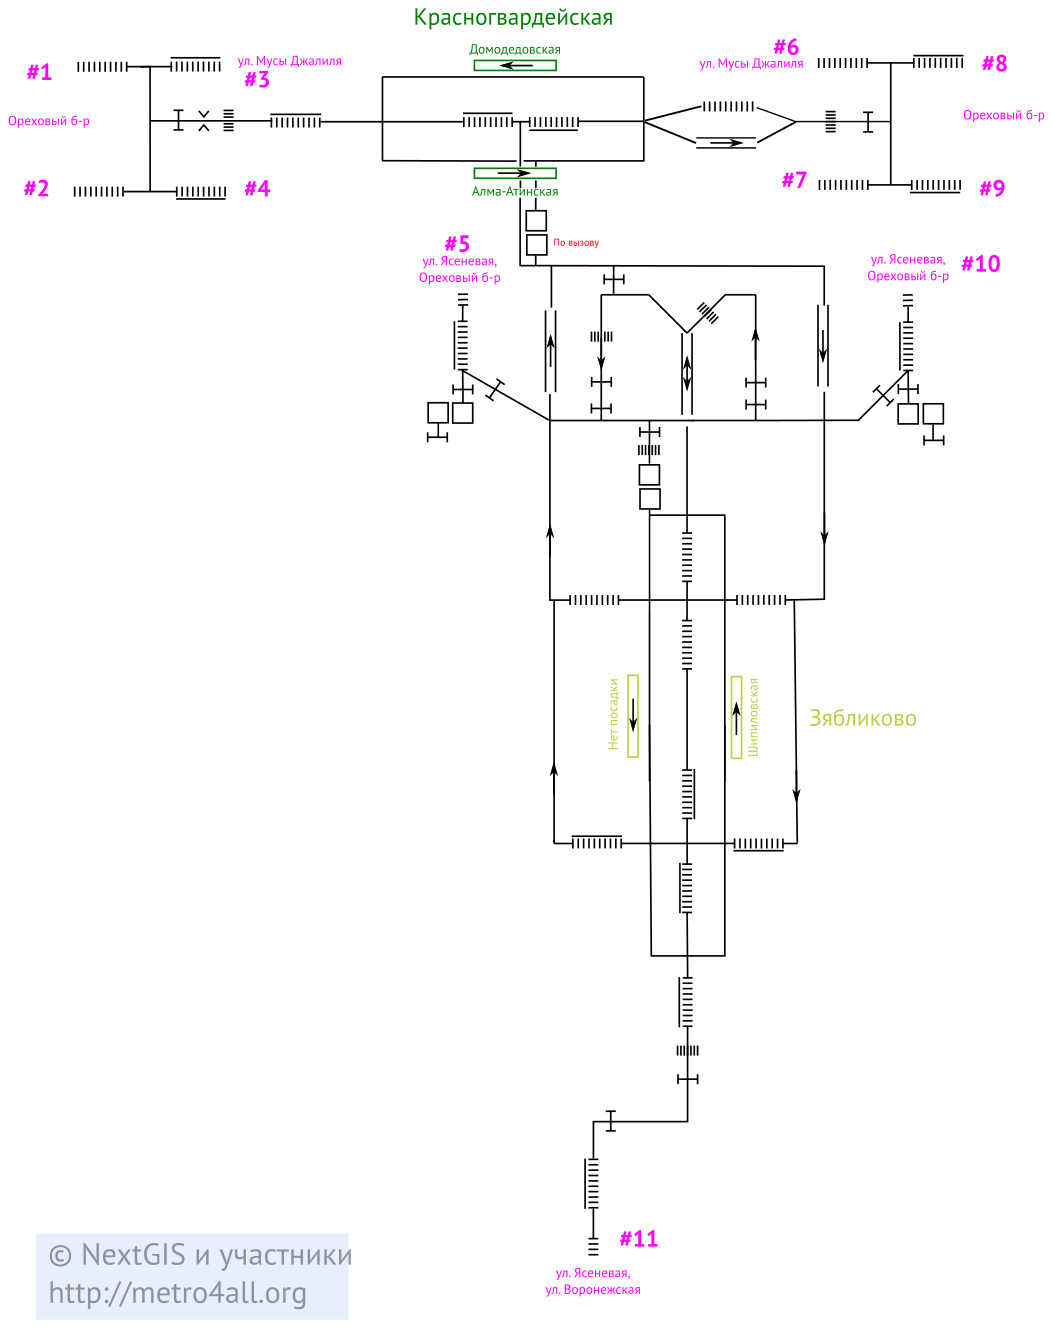 Красногвардейская
Домодедовская
#1
ул. Мусы Джалиля
#3
#6
ул. Мусы Джалиля
#8
Ореховый б-р
Ореховый б-р
#2
#4
Алма-Атинская
#7
#9
#5
ул. Ясеневая,
Ореховый б-р
По вызову
ул. Ясеневая,
Ореховый б-р
#10
Нет посадки
Шипиловская
Зябликово
#11
ул. Ясеневая,
ул. Воронежская
© NextGIS и участники
http://metro4all.org